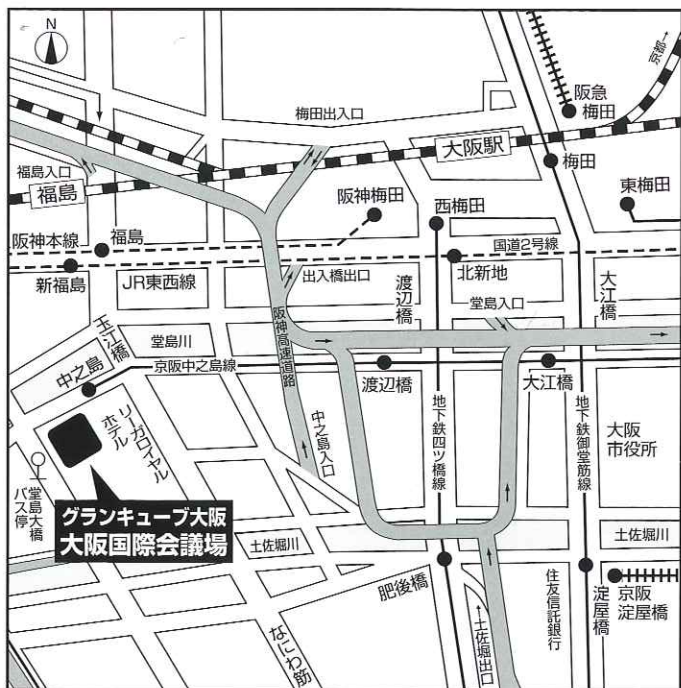 N
京都→
阪急
梅田
梅田出入口
大阪駅
梅田
福島入口
福島
阪神梅田
西梅田
東梅田
阪神本線
福島
国道2号線
新福島
JR東西線
出入橋出口
渡辺橋
北新地
堂島入口
大江橋
玉江橋
堂島川
阪神高速道路
中之島
京阪中之島線
渡辺橋
大江橋
リーガロイヤル
ホテル
中之島入口
地下鉄四ツ橋線
地下鉄御堂筋線
大阪
市役所
堂島大橋
バス停
グランキューブ大阪
大阪国際会議場
土佐堀川
土佐堀川
肥後橋
なにわ筋
←土佐堀出口
住友信託銀行
淀屋橋
京阪
淀屋橋